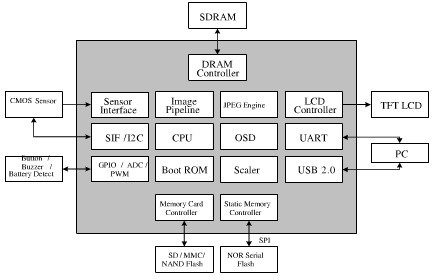 SDRAM
DRAM
Controller
CMOS Sensor
Sensor
Interface
Image
Pipeline
JPEG Engine
LCD
Controller
TFT LCD
SIF /I2C
CPU
OSD
UART
PC
Button /
Buzzer /
Battery Detect
GPIO / ADC /
PWM
Boot ROM
Scaler
USB 2.0
Memory Card
Controller
Static Memory
Controller
SPI
SD / MMC/
NAND Flash
NOR Serial
Flash